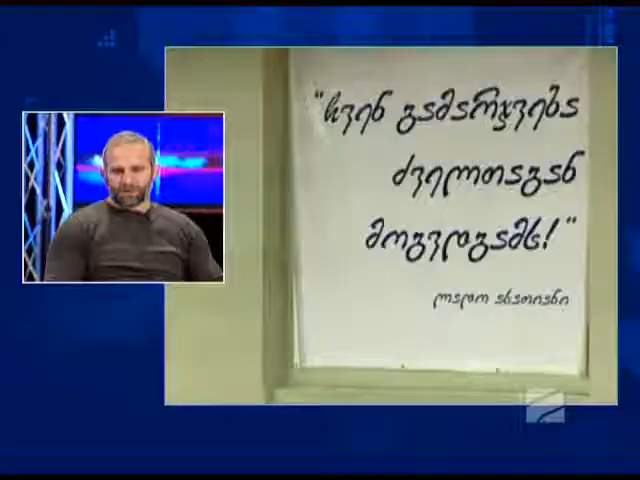 "ჩვენ გამარჯვება
ძველთაგან
მოგვდგამს!"
ლადო ასათიანი